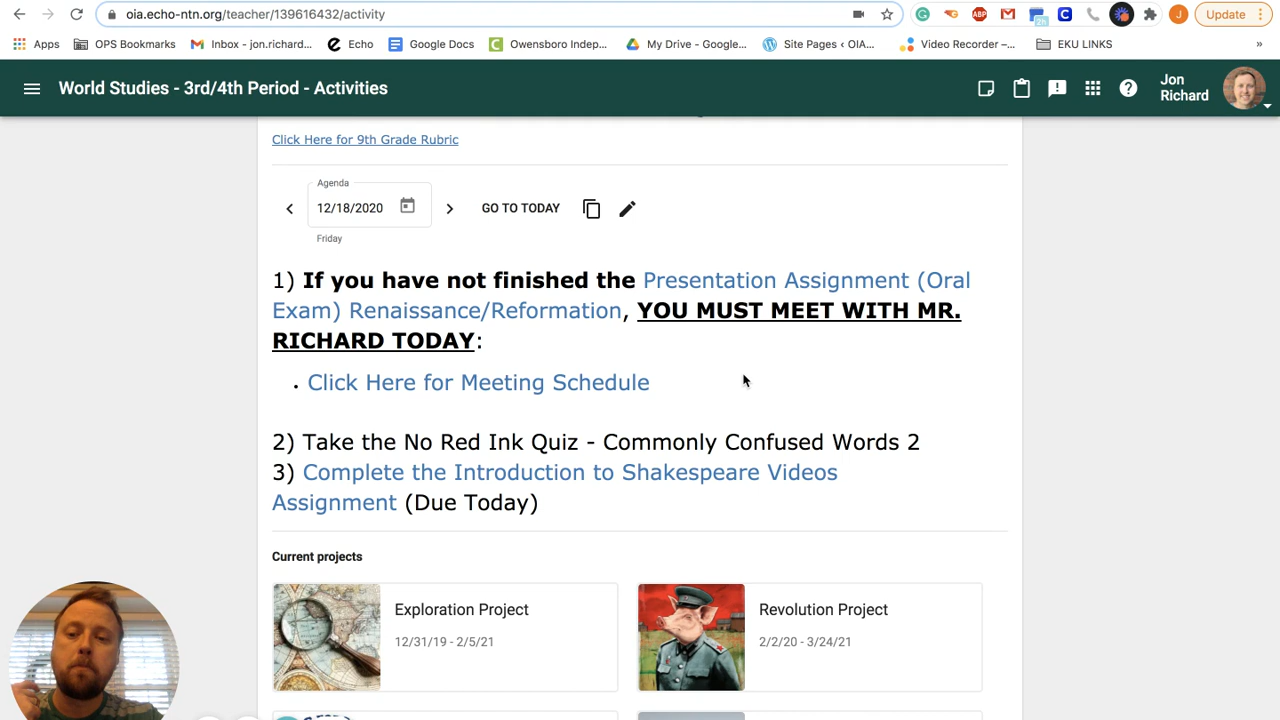 oia.echo-ntn.org/teacher/139616432/activity
ABP
2h
J
Update
Apps
OPS Bookmarks
Inbox - jon.richard...
Echo
Google Docs
Owensboro Indep...
My Drive - Google...
Site Pages ‹ OIA...
Video Recorder –...
EKU LINKS
»
World Studies - 3rd/4th Period - Activities
Jon
Richard
Click Here for 9th Grade Rubric
Agenda
12/18/2020
GO TO TODAY
Friday
1) If you have not finished the Presentation Assignment (Oral
Exam) Renaissance/Reformation, YOU MUST MEET WITH MR.
RICHARD TODAY:
• Click Here for Meeting Schedule
2) Take the No Red Ink Quiz - Commonly Confused Words 2
3) Complete the Introduction to Shakespeare Videos
Assignment (Due Today)
Current projects
Exploration Project
12/31/19 - 2/5/21
Revolution Project
2/2/20 - 3/24/21